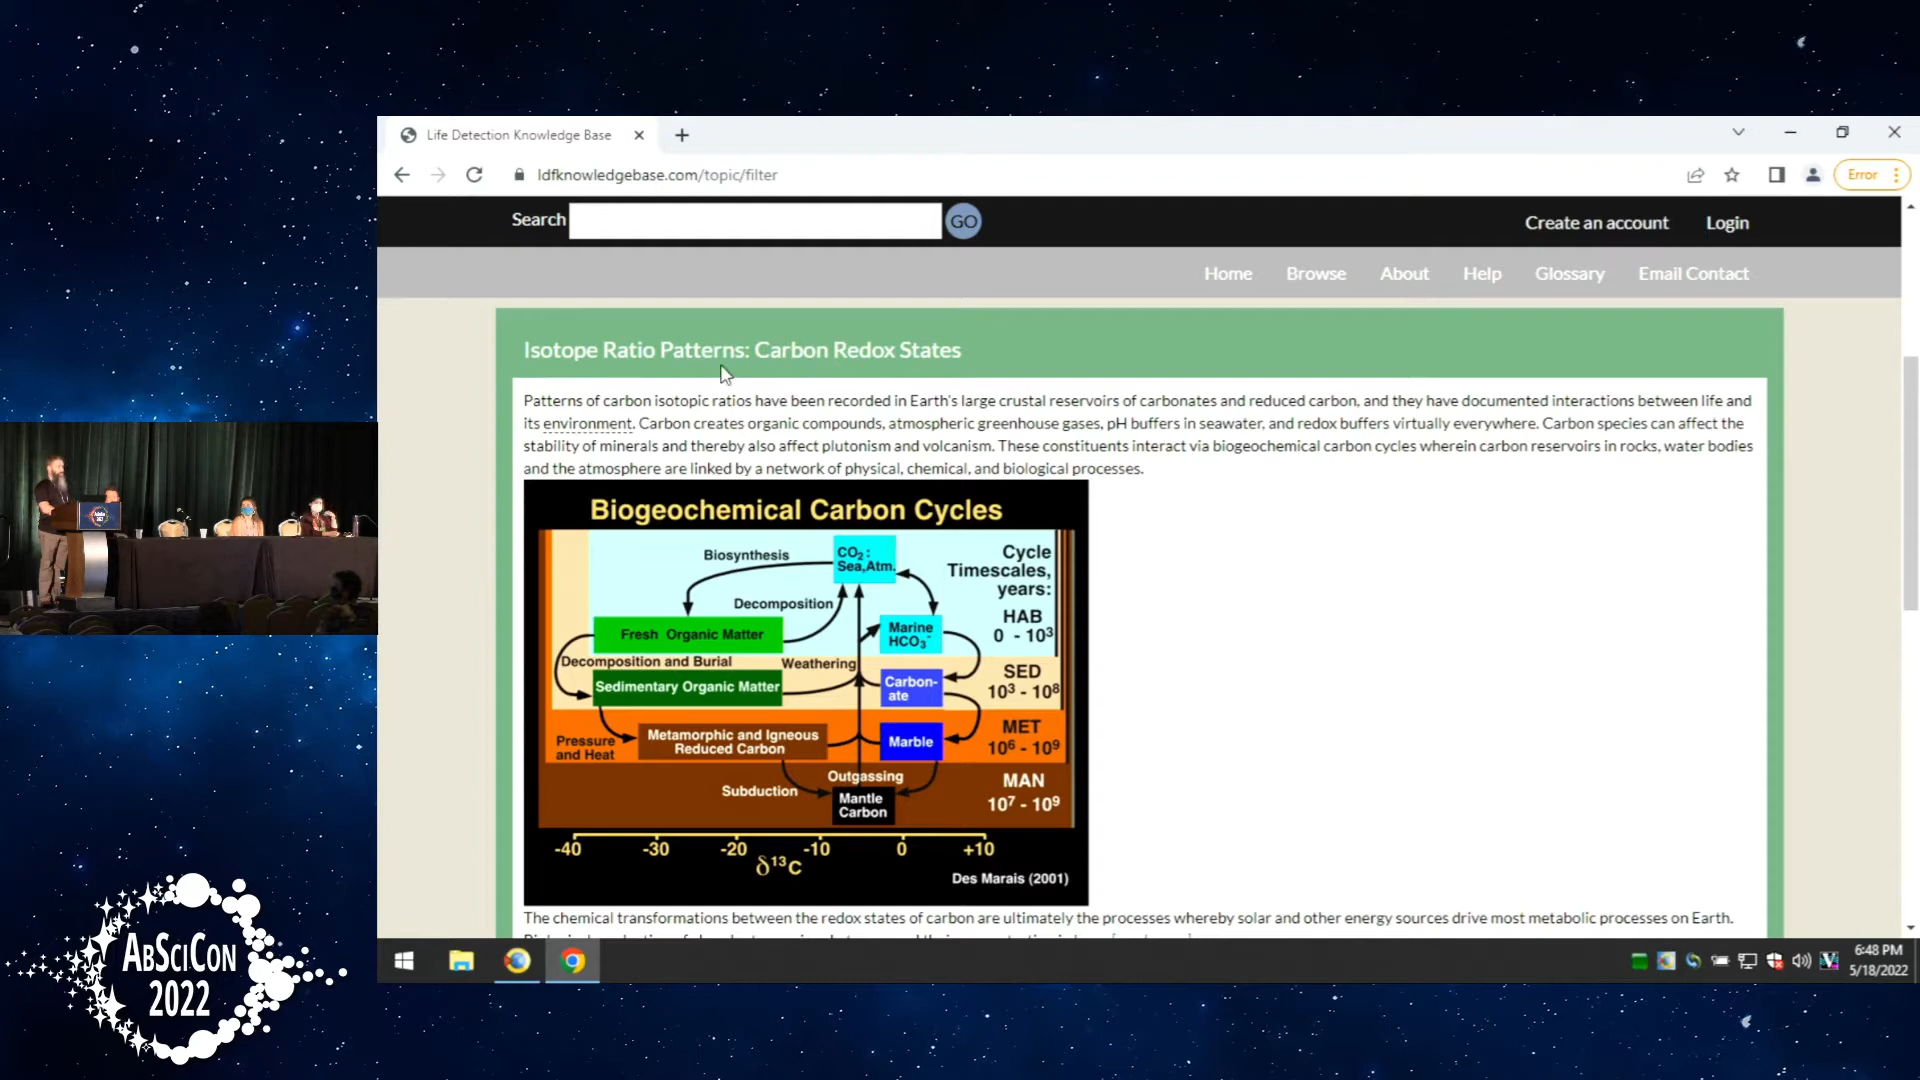 Life Detection Knowledge Base
ldfknowledgebase.com/topic/filter
Error
Search
GO
Create an account
Login
Home
Browse
About
Help
Glossary
Email Contact
Isotope Ratio Patterns: Carbon Redox States
Patterns of carbon isotopic ratios have been recorded in Earth's large crustal reservoirs of carbonates and reduced carbon, and they have documented interactions between life and
its environment. Carbon creates organic compounds, atmospheric greenhouse gases, pH buffers in seawater, and redox buffers virtually everywhere. Carbon species can affect the
stability of minerals and thereby also affect plutonism and volcanism. These constituents interact via biogeochemical carbon cycles wherein carbon reservoirs in rocks, water bodies
and the atmosphere are linked by a network of physical, chemical, and biological processes.
Biogeochemical Carbon Cycles
Biosynthesis
CO₂ :
Sea,Atm.
Cycle
Timescales,
years:
Decomposition
HAB
0 - 10³
Fresh Organic Matter
Marine
HCO₃⁻
Decomposition and Burial
Weathering
Sedimentary Organic Matter
Carbon-
ate
SED
10³ - 10⁸
Pressure
and Heat
Metamorphic and Igneous
Reduced Carbon
Marble
MET
10⁶ - 10⁹
Outgassing
Subduction
Mantle
Carbon
MAN
10⁷ - 10⁹
-40 -30 -20 -10 0 +10
δ¹³C
Des Marais (2001)
The chemical transformations between the redox states of carbon are ultimately the processes whereby solar and other energy sources drive most metabolic processes on Earth.
6:48 PM
5/18/2022
ABSCICON
2022